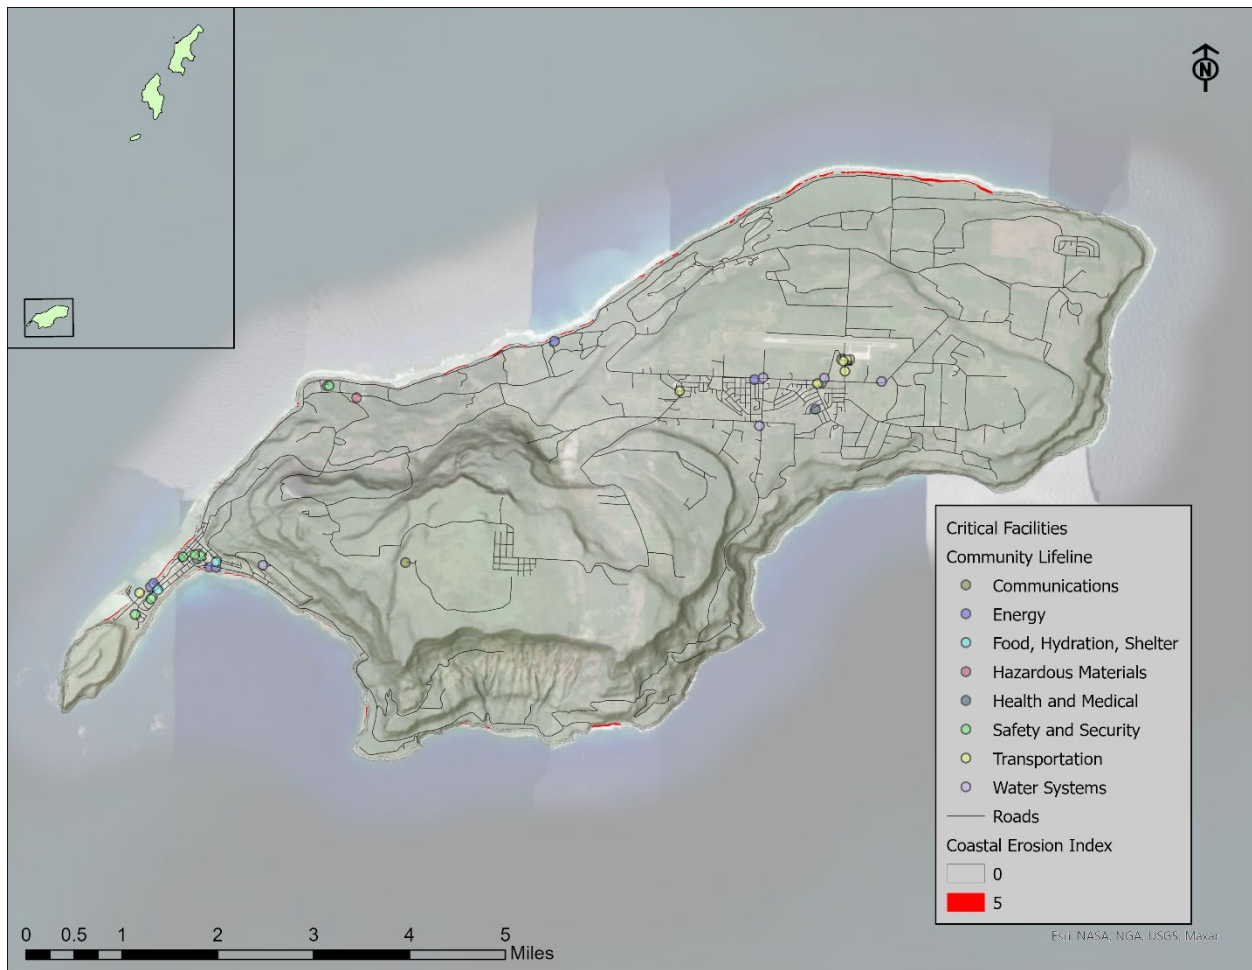 N
Critical Facilities
Community Lifeline
Communications
Energy
Food, Hydration, Shelter
Hazardous Materials
Health and Medical
Safety and Security
Transportation
Water Systems
Roads
Coastal Erosion Index
0
5
0 0.5 1 2 3 4 5
Miles
Esri, NASA, NGA, USGS, Maxar